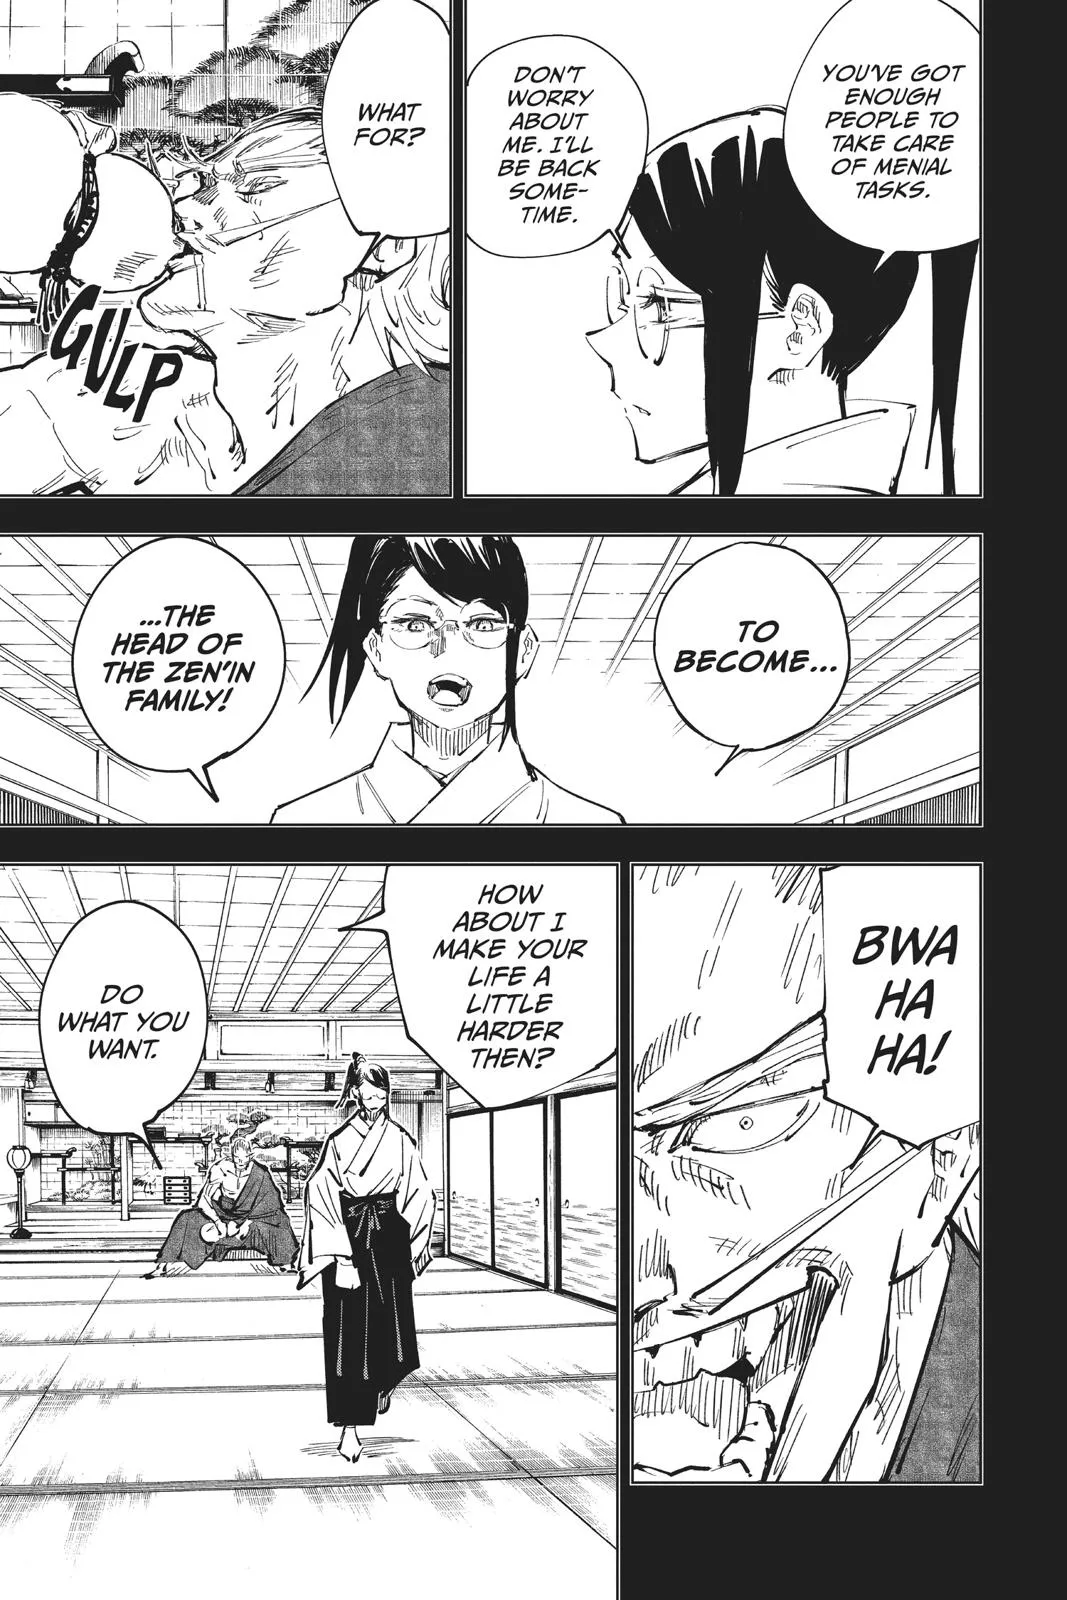 YOU'VE GOT
ENOUGH
PEOPLE TO
TAKE CARE
OF MENIAL
TASKS.
DON'T
WORRY
ABOUT
ME. I'LL
BE BACK
SOME-
TIME.
WHAT
FOR?
GULP
TO
BECOME...
...THE
HEAD OF
THE ZEN'IN
FAMILY!
BWA
HA
HA!
HOW
ABOUT I
MAKE YOUR
LIFE A
LITTLE
HARDER
THEN?
DO
WHAT YOU
WANT.